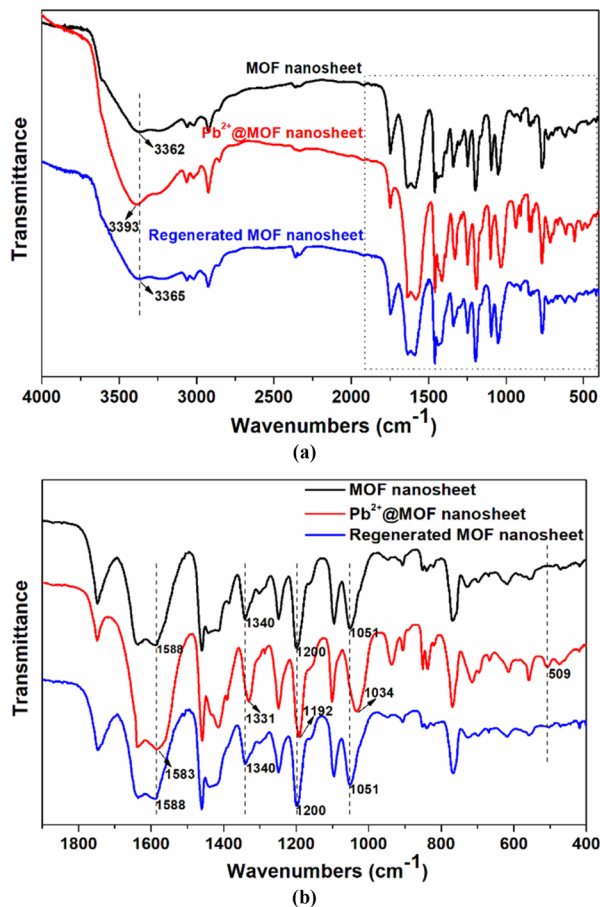 Transmittance
MOF nanosheet
3362
Pb²⁺@MOF nanosheet
3393
Regenerated MOF nanosheet
3365
4000 3500 3000 2500 2000 1500 1000 500
Wavenumbers (cm⁻¹)
(a)
Transmittance
MOF nanosheet
Pb²⁺@MOF nanosheet
Regenerated MOF nanosheet
1588 1340 1200 1051
1583 1331 1192 1034 509
1588 1340 1200 1051
1800 1600 1400 1200 1000 800 600 400
Wavenumbers (cm⁻¹)
(b)